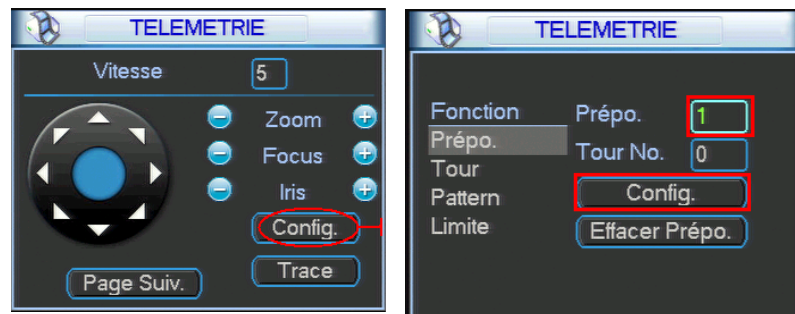 TELEMETRIE
Vitesse 5
Zoom
Focus
Iris
Config.
Trace
Page Suiv.
TELEMETRIE
Fonction
Prépo.
Tour
Pattern
Limite
Prépo. 1
Tour No. 0
Config.
Effacer Prépo.